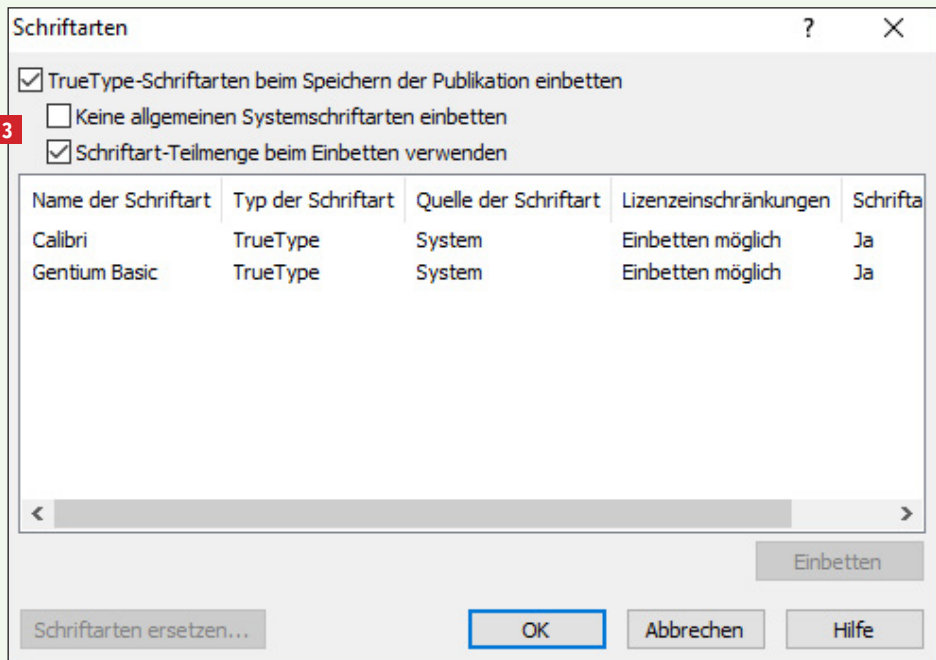 Schriftarten ?
TrueType-Schriftarten beim Speichern der Publikation einbetten
Keine allgemeinen Systemschriftarten einbetten
3
Schriftart-Teilmenge beim Einbetten verwenden
Name der Schriftart Typ der Schriftart Quelle der Schriftart Lizenzeinschränkungen Schrifta
Calibri TrueType System Einbetten möglich Ja
Gentium Basic TrueType System Einbetten möglich Ja
Einbetten
Schriftarten ersetzen... OK Abbrechen Hilfe